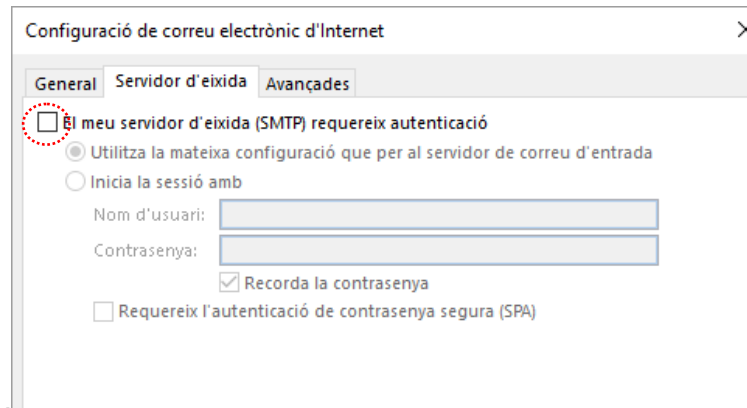 Configuració de correu electrònic d'Internet
General Servidor d'eixida Avançades
El meu servidor d'eixida (SMTP) requereix autenticació
Utilitza la mateixa configuració que per al servidor de correu d'entrada
Inicia la sessió amb
Nom d'usuari:
Contrasenya:
Recorda la contrasenya
Requereix l'autenticació de contrasenya segura (SPA)